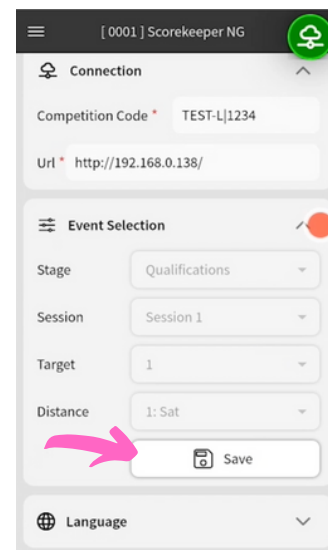 [ 0001 ] Scorekeeper NG
Connection
Competition Code * TEST-L|1234
Url * http://192.168.0.138/
Event Selection
Stage Qualifications
Session Session 1
Target 1
Distance 1: Sat
Save
Language